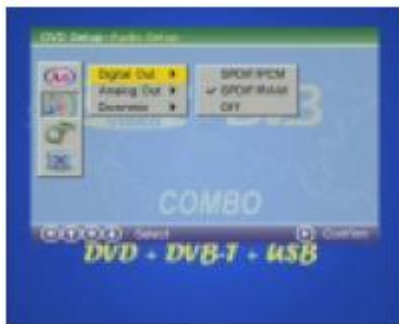 DVD Setup: Audio Setup
Digital Out
SPDIF/PCM
Analog Out
SPDIF/RAW
OFF
COMBO
Select
Confirm
DVD + DVB-T + USB